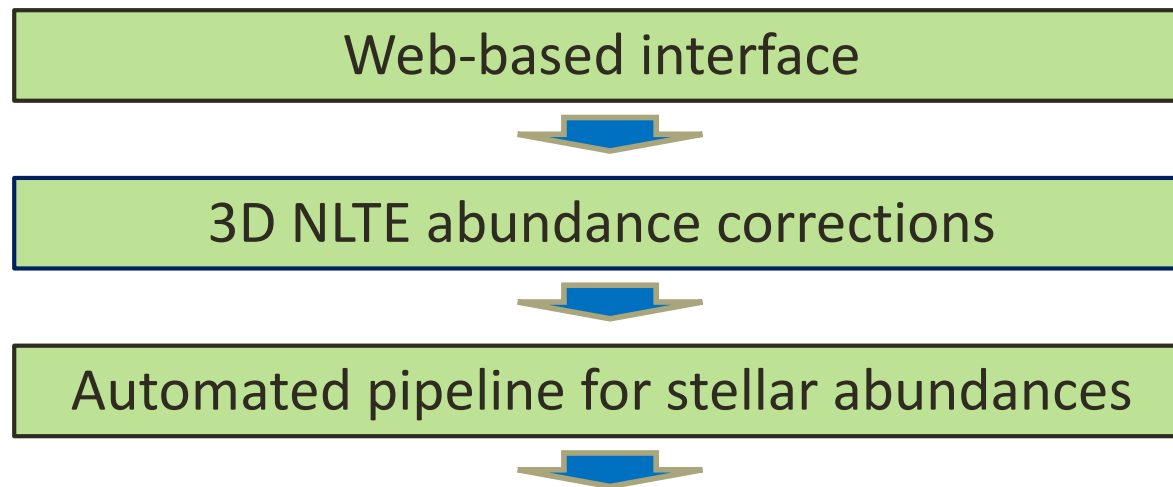 Web-based interface
3D NLTE abundance corrections
Automated pipeline for stellar abundances